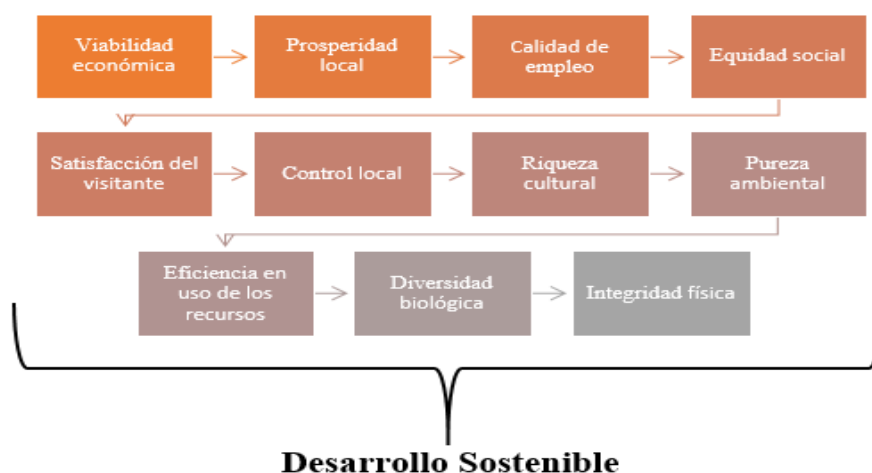 Viabilidad
económica
Prosperidad
local
Calidad de
empleo
Equidad social
Satisfacción del
visitante
Control local
Riqueza
cultural
Pureza
ambiental
Eficiencia en
uso de los
recursos
Diversidad
biológica
Integridad física
Desarrollo Sostenible